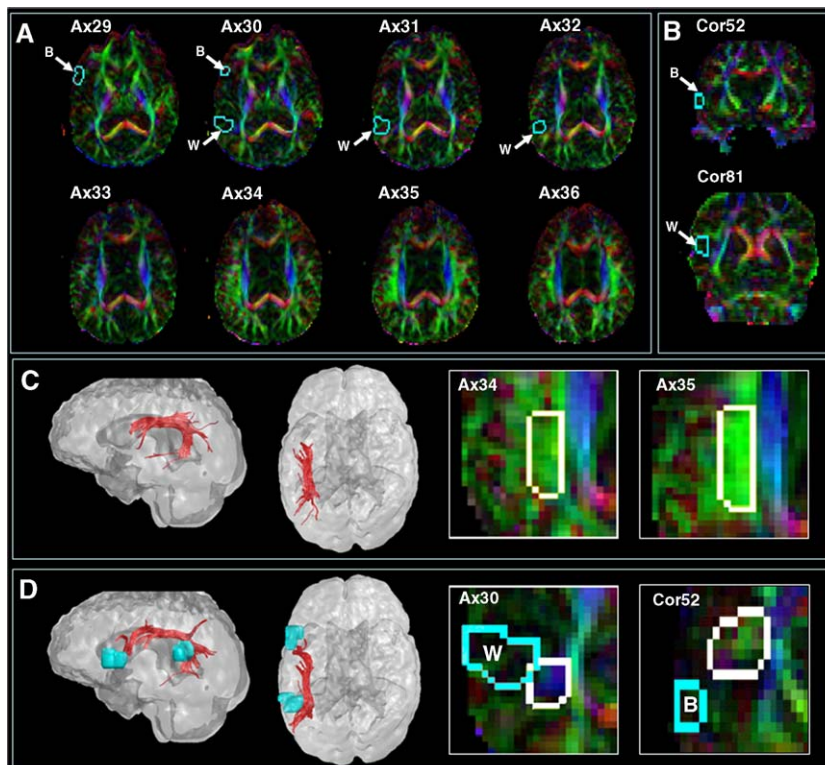 A
Ax29
Ax30
Ax31
Ax32
B
B
W
W
W
Ax33
Ax34
Ax35
Ax36
B
Cor52
B
Cor81
W
C
Ax34
Ax35
D
Ax30
W
Cor52
B